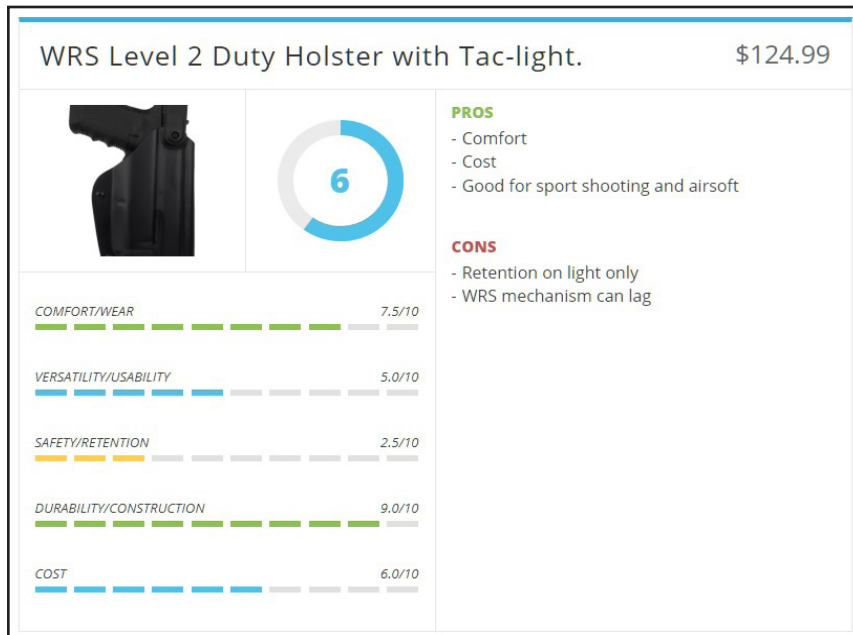 WRS Level 2 Duty Holster with Tac-light.
$124.99
6
PROS
- Comfort
- Cost
- Good for sport shooting and airsoft
CONS
- Retention on light only
- WRS mechanism can lag
COMFORT/WEAR 7.5/10
VERSATILITY/USABILITY 5.0/10
SAFETY/RETENTION 2.5/10
DURABILITY/CONSTRUCTION 9.0/10
COST 6.0/10